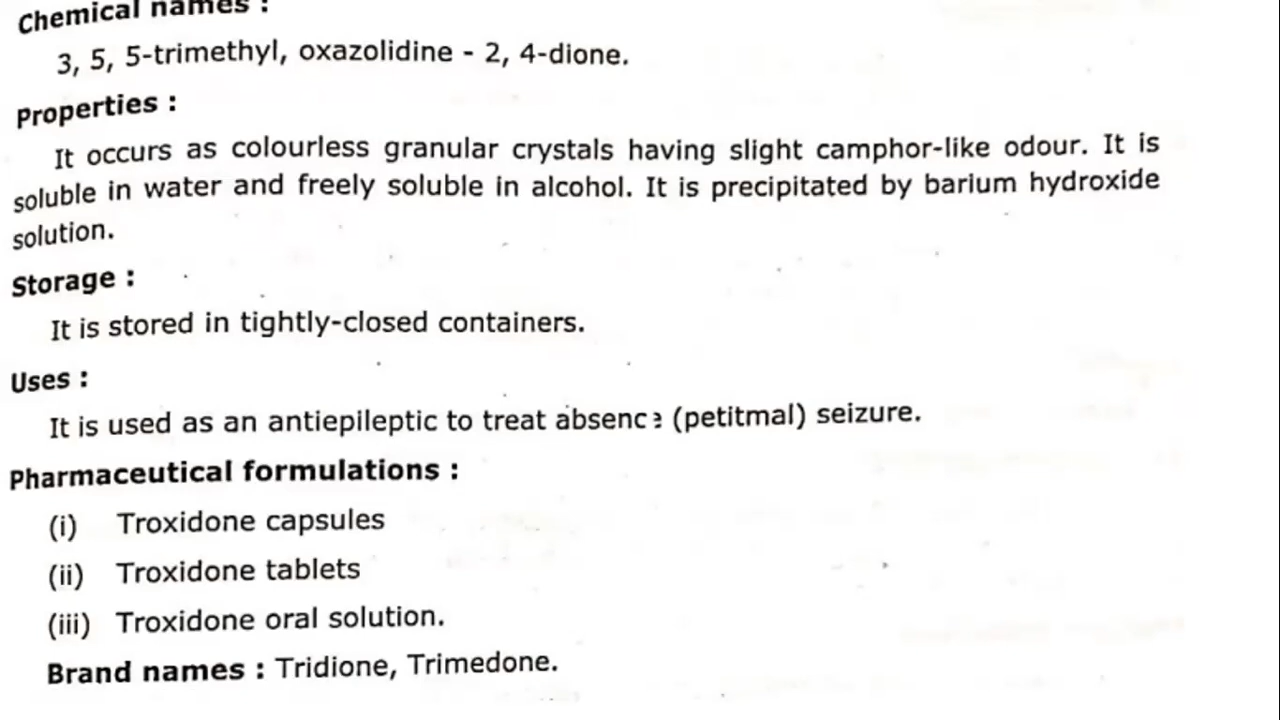 Chemical names :
3, 5, 5-trimethyl, oxazolidine - 2, 4-dione.
Properties :
It occurs as colourless granular crystals having slight camphor-like odour. It is
soluble in water and freely soluble in alcohol. It is precipitated by barium hydroxide
solution.
Storage :
It is stored in tightly-closed containers.
Uses :
It is used as an antiepileptic to treat absence (petitmal) seizure.
Pharmaceutical formulations :
(i) Troxidone capsules
(ii) Troxidone tablets
(iii) Troxidone oral solution.
Brand names : Tridione, Trimedone.